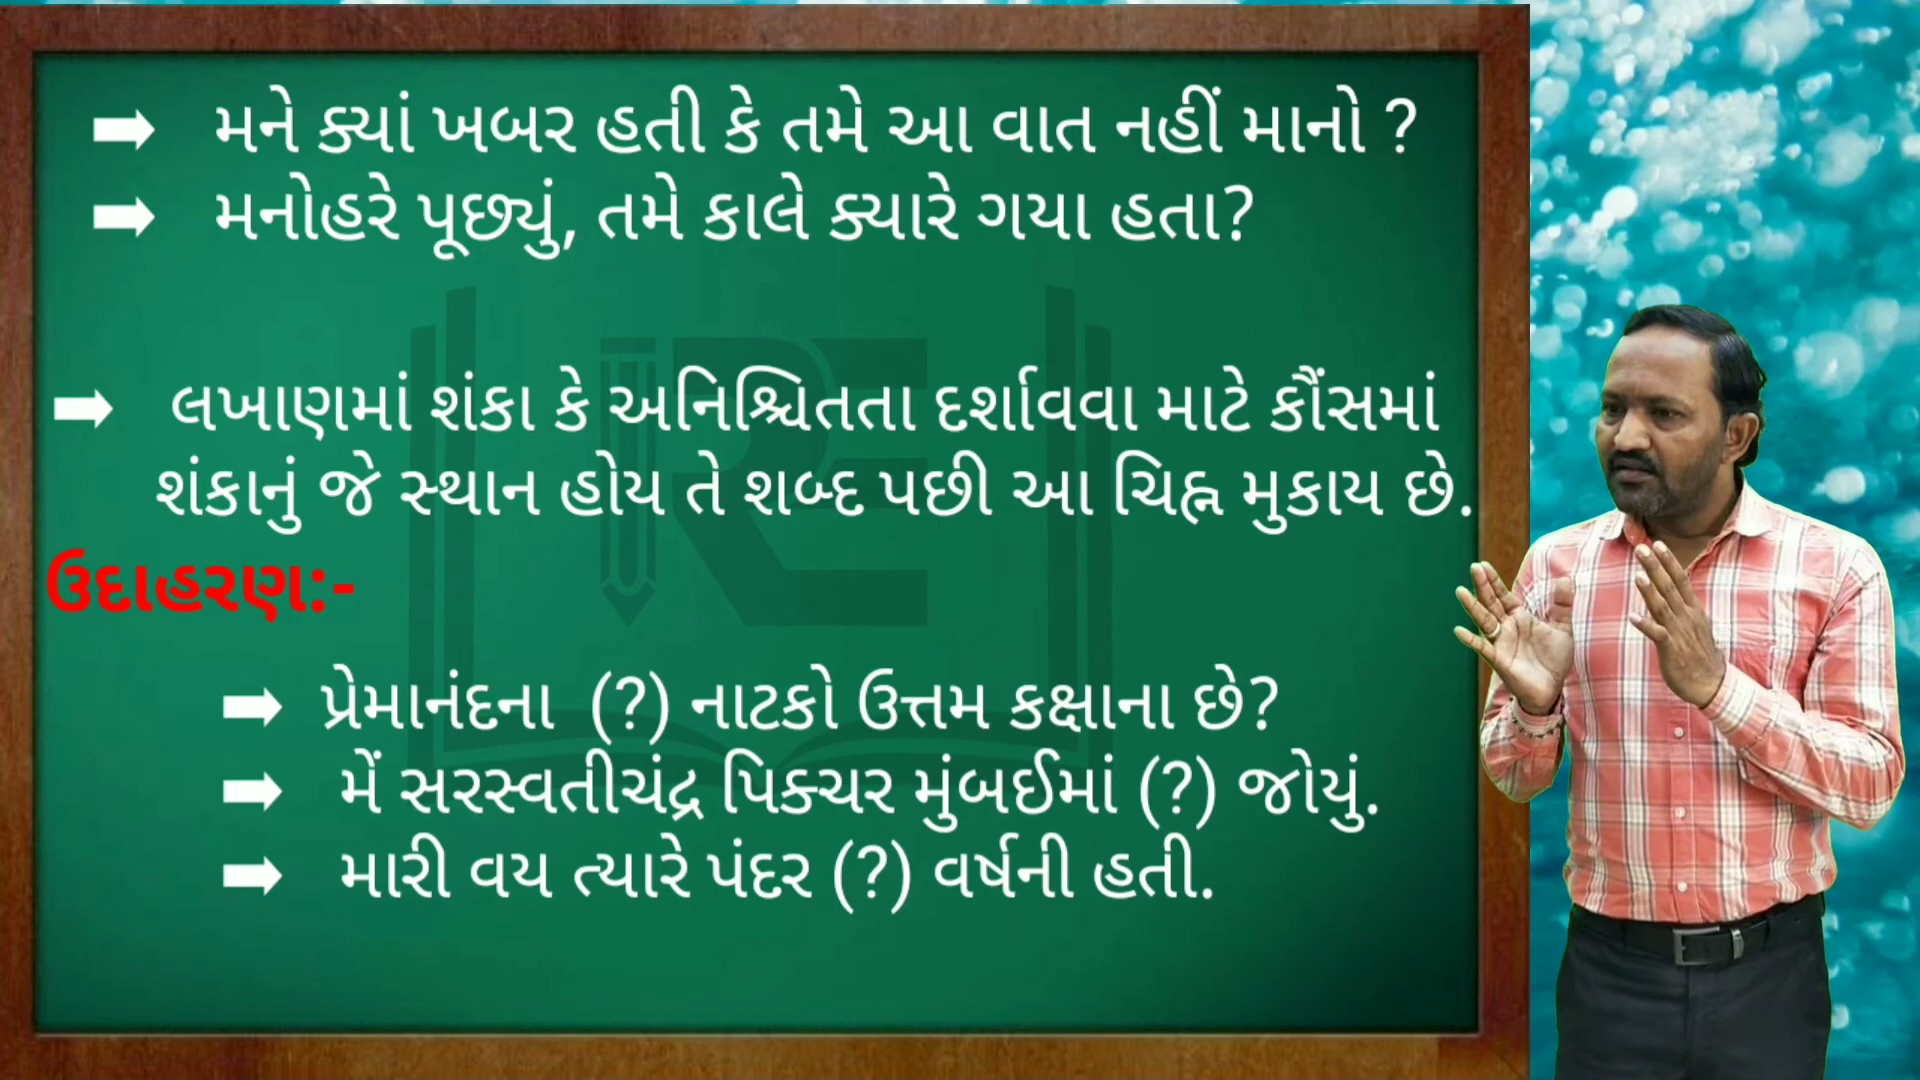 ➡ મને ક્યાં ખબર હતી કે તમે આ વાત નહીં માનો ?
➡ મનોહરે પૂછ્યું, તમે કાલે ક્યારે ગયા હતા?
➡ લખાણમાં શંકા કે અનિશ્ચિતતા દર્શાવવા માટે કૌંસમાં
શંકાનું જે સ્થાન હોય તે શબ્દ પછી આ ચિહ્ન મુકાય છે.
ઉદાહરણ:-
➡ પ્રેમાનંદના (?) નાટકો ઉત્તમ કક્ષાના છે?
➡ મેં સરસ્વતીચંદ્ર પિક્ચર મુંબઈમાં (?) જોયું.
➡ મારી વય ત્યારે પંદર (?) વર્ષની હતી.
RE